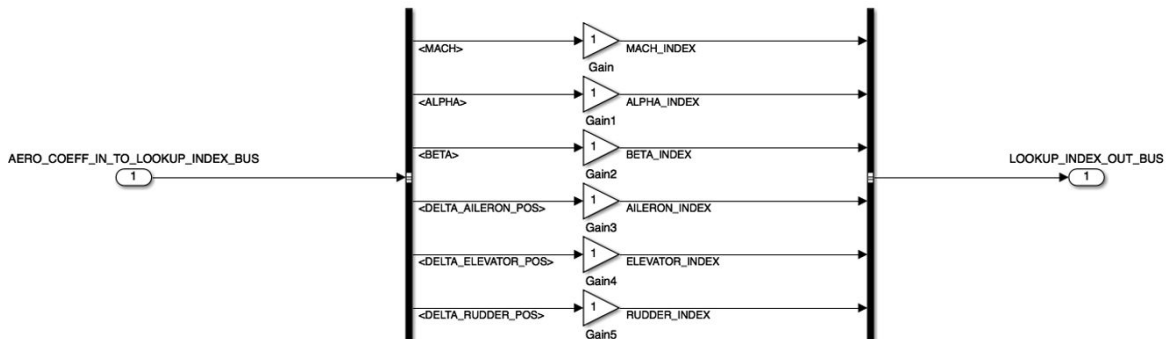 <MACH>
1
MACH_INDEX
Gain
<ALPHA>
1
ALPHA_INDEX
Gain1
<BETA>
1
BETA_INDEX
Gain2
AERO_COEFF_IN_TO_LOOKUP_INDEX_BUS
1
LOOKUP_INDEX_OUT_BUS
1
<DELTA_AILERON_POS>
1
AILERON_INDEX
Gain3
<DELTA_ELEVATOR_POS>
1
ELEVATOR_INDEX
Gain4
<DELTA_RUDDER_POS>
1
RUDDER_INDEX
Gain5